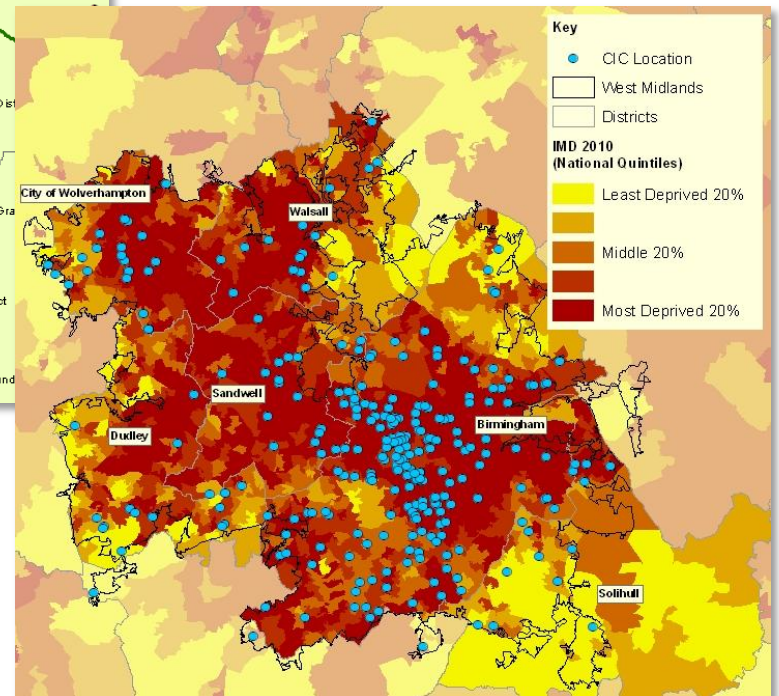 Key
CIC Location
West Midlands
Districts
IMD 2010
(National Quintiles)
Least Deprived 20%
Middle 20%
Most Deprived 20%
City of Wolverhampton
Walsall
Sandwell
Dudley
Birmingham
Solihull